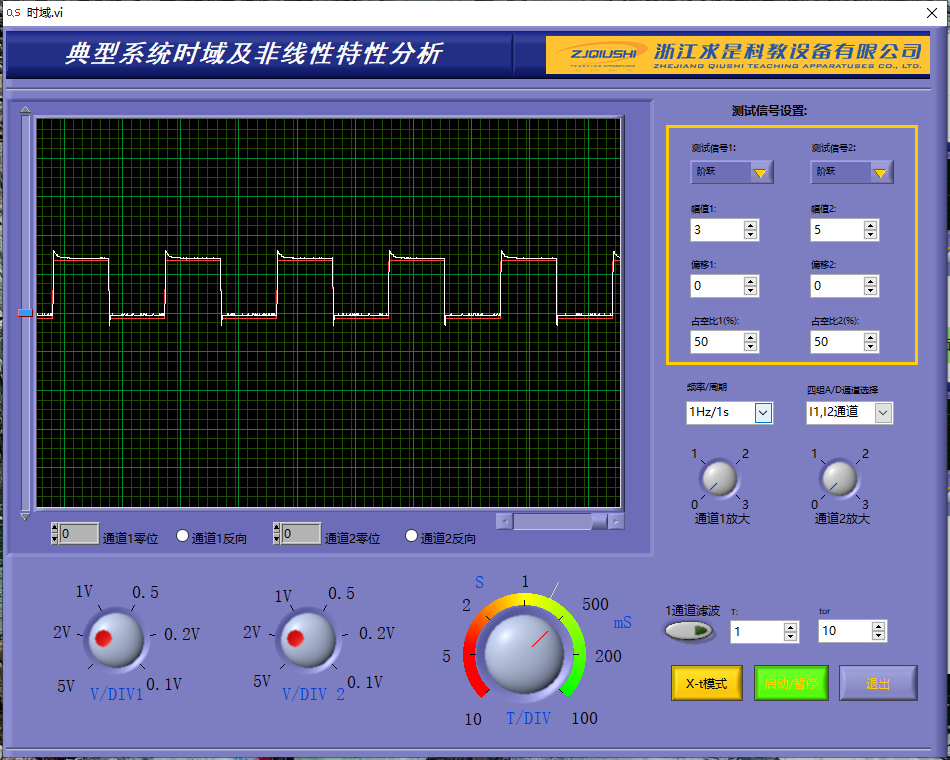 时域.vi
典型系统时域及非线性特性分析
ZJQIUSHI 浙江求是科教设备有限公司
ZHEJIANG QIUSHI TEACHING APPARATUSES CO., LTD.
测试信号设置:
测试信号1: 测试信号2:
阶跃 阶跃
幅值1: 幅值2:
3 5
偏移1: 偏移2:
0 0
占空比1(%): 占空比2(%):
50 50
频率/周期 四组A/D通道选择
1Hz/1s I1,I2通道
1 2 1 2
0 3 0 3
通道1放大 通道2放大
0 通道1零位 通道1反向 0 通道2零位 通道2反向
1V 0.5
2V 0.2V
5V 0.1V
V/DIV1
1V 0.5
2V 0.2V
5V 0.1V
V/DIV 2
S 1
2 500
mS
5 200
10 T/DIV 100
1通道滤波 T: tor
1 10
X-t模式 启动/暂停 退出